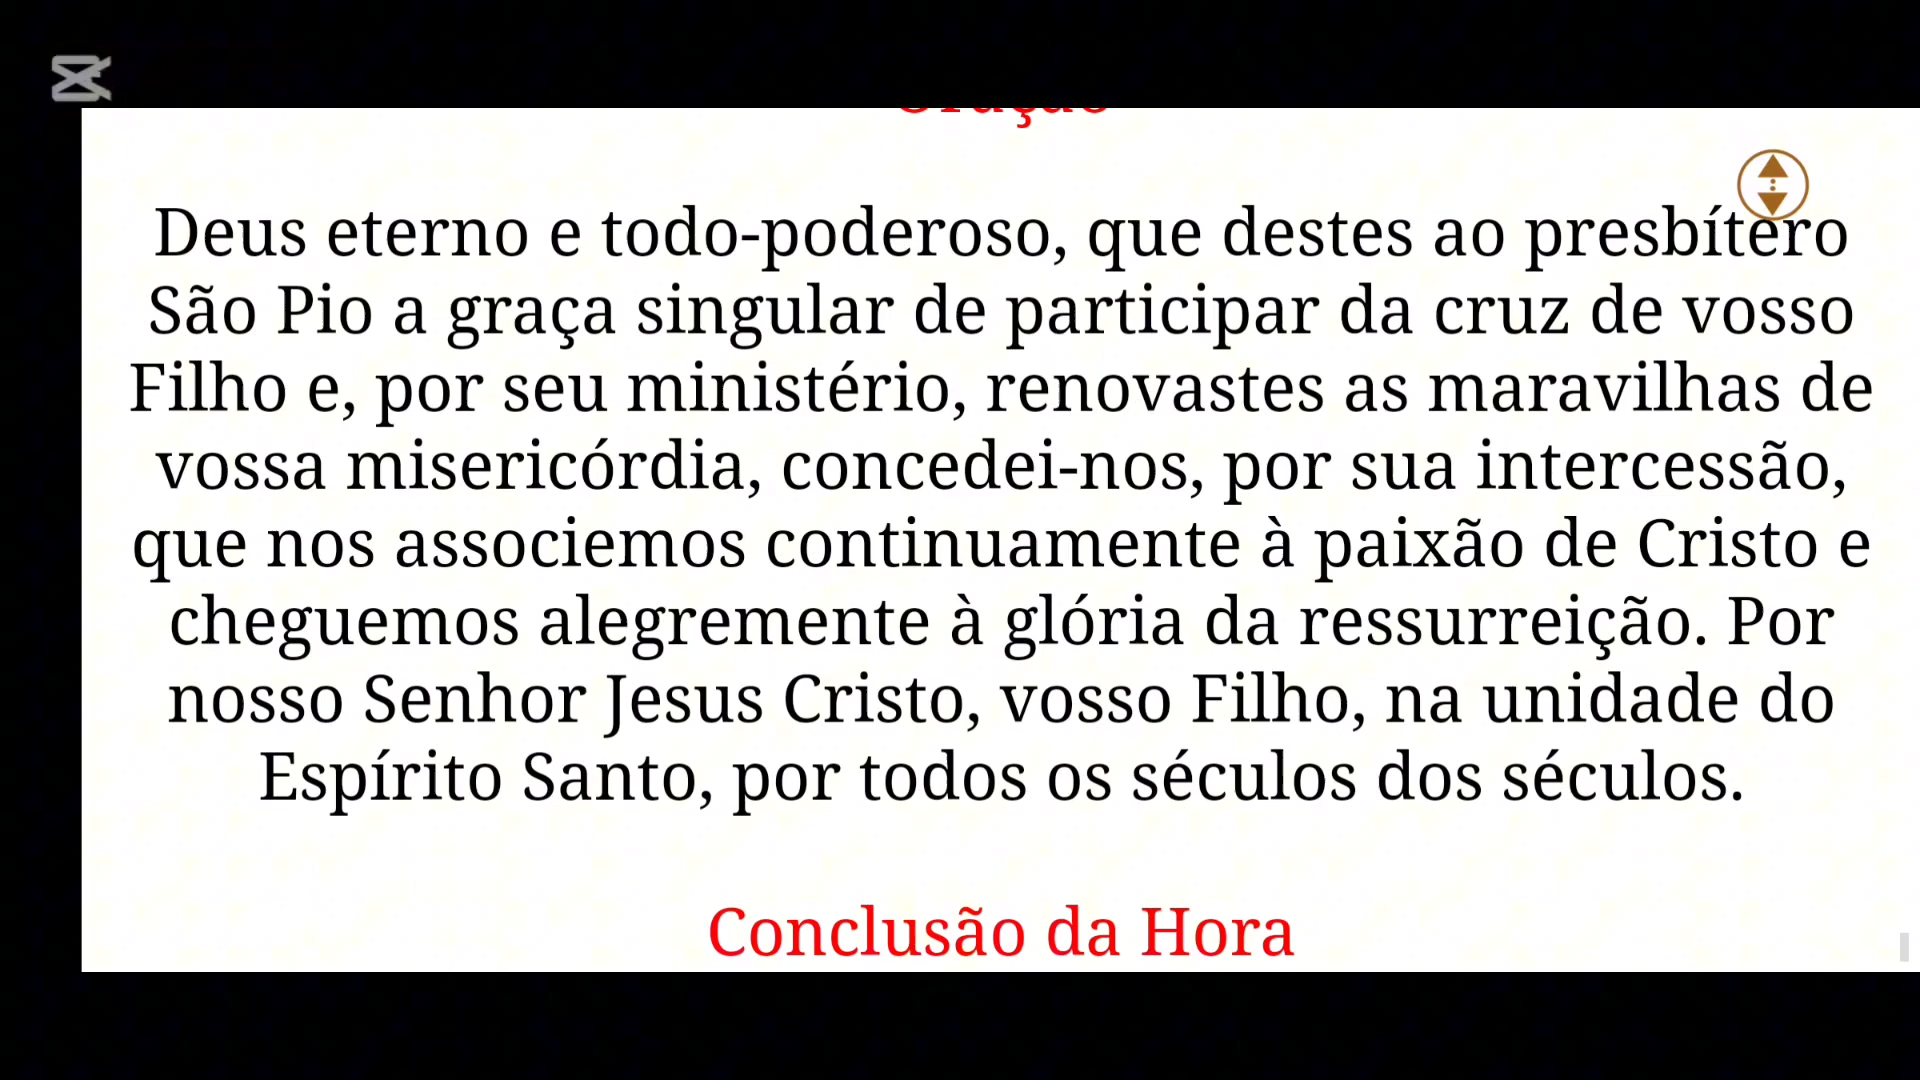 Oração
Deus eterno e todo-poderoso, que destes ao presbítero
São Pio a graça singular de participar da cruz de vosso
Filho e, por seu ministério, renovastes as maravilhas de
vossa misericórdia, concedei-nos, por sua intercessão,
que nos associemos continuamente à paixão de Cristo e
cheguemos alegremente à glória da ressurreição. Por
nosso Senhor Jesus Cristo, vosso Filho, na unidade do
Espírito Santo, por todos os séculos dos séculos.
Conclusão da Hora